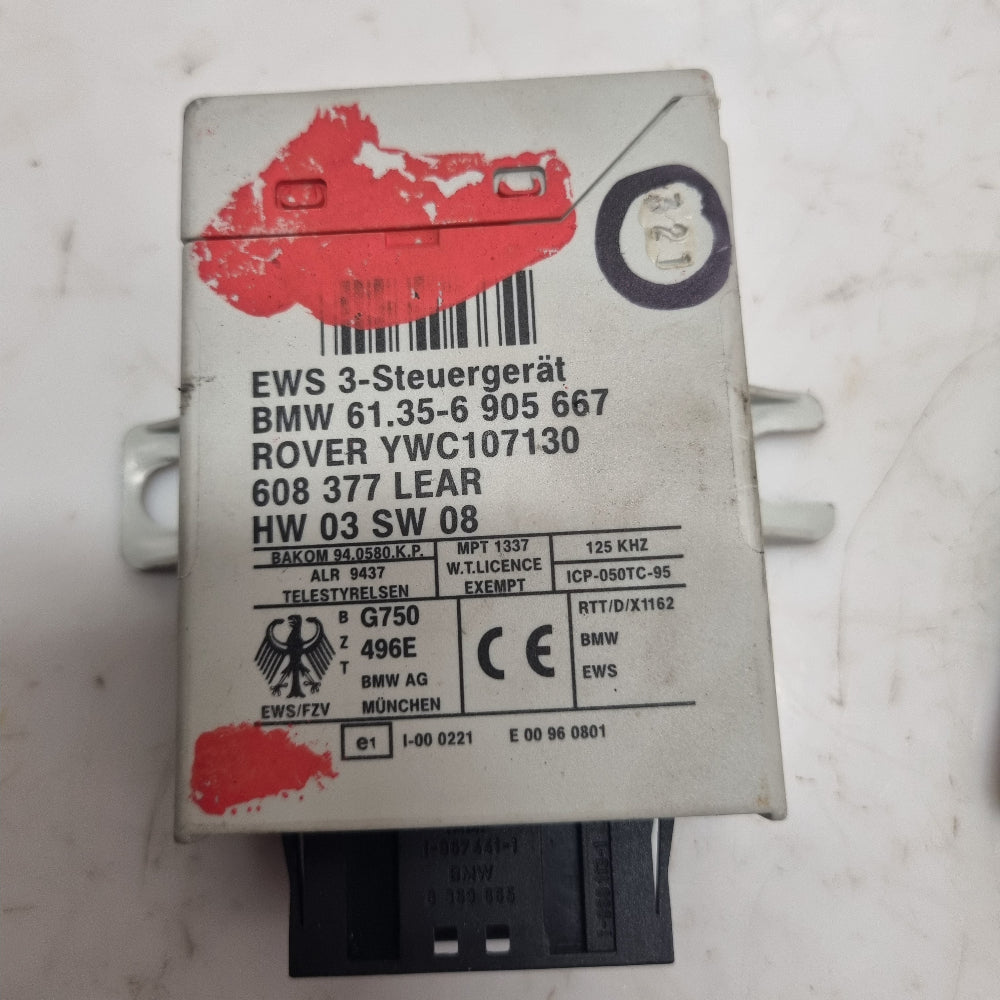 321
EWS 3-Steuergerät
BMW 61.35-6 905 667
ROVER YWC107130
608 377 LEAR
HW 03 SW 08
BAKOM 94.0580.K.P.
ALR 9437
TELESTYRELSEN
MPT 1337
W.T.LICENCE
EXEMPT
125 KHZ
ICP-050TC-95
EWS/FZV
B Z T
G750
496E
BMW AG
MÜNCHEN
CE
RTT/D/X1162
BMW
EWS
e1 I-00 0221 E 00 96 0801
BMW